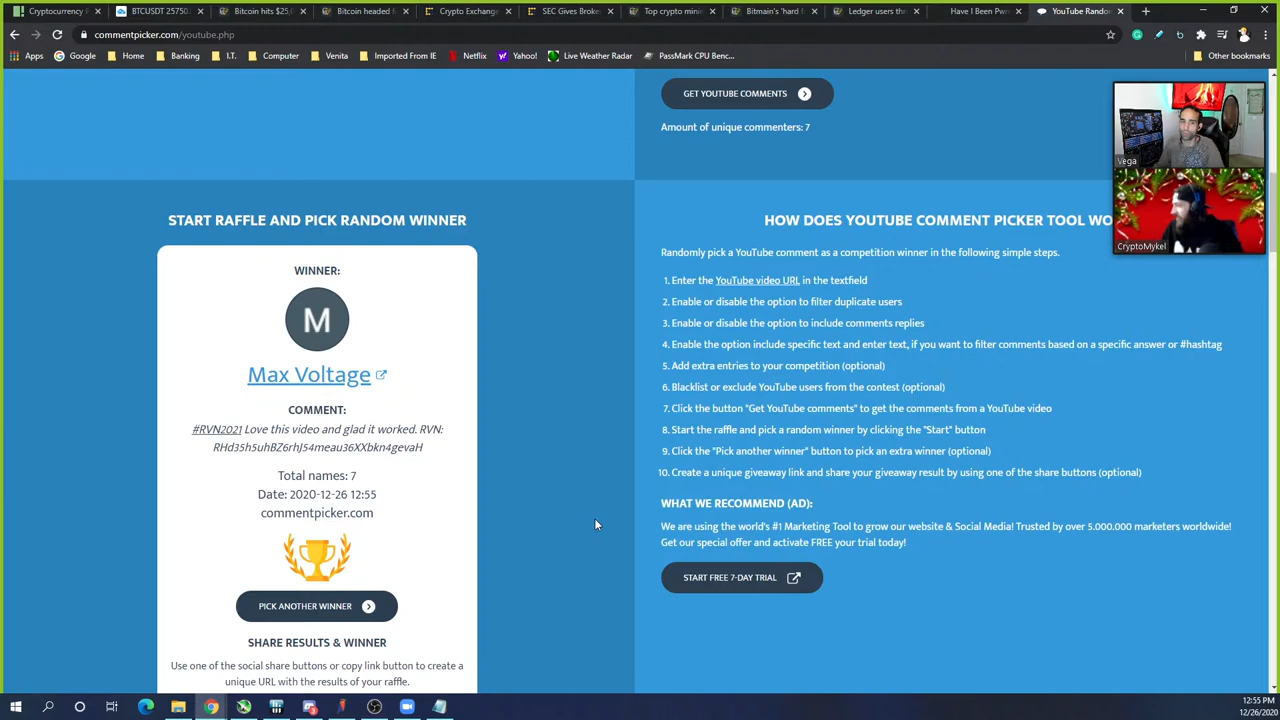 Cryptocurrency F
BTCUSDT 25750.
Bitcoin hits $25,(
Bitcoin headed f
Crypto Exchange
SEC Gives Broke
Top crypto mini
Bitmain's 'hard f
Ledger users thr
Have I Been Pwn
YouTube Rando
commentpicker.com/youtube.php
Apps
Google
Home
Banking
I.T.
Computer
Venita
Imported From IE
Netflix
Yahoo!
Live Weather Radar
PassMark CPU Benc...
Other bookmarks
GET YOUTUBE COMMENTS
Amount of unique commenters: 7
Vega
CryptoMykel
START RAFFLE AND PICK RANDOM WINNER
WINNER:
M
Max Voltage
COMMENT:
#RVN2021 Love this video and glad it worked. RVN:
RHd35h5uhBZ6rhJ54meau36XXbkn4gevaH
Total names: 7
Date: 2020-12-26 12:55
commentpicker.com
PICK ANOTHER WINNER
SHARE RESULTS & WINNER
Use one of the social share buttons or copy link button to create a
unique URL with the results of your raffle.
HOW DOES YOUTUBE COMMENT PICKER TOOL WO
Randomly pick a YouTube comment as a competition winner in the following simple steps.
1. Enter the YouTube video URL in the textfield
2. Enable or disable the option to filter duplicate users
3. Enable or disable the option to include comments replies
4. Enable the option include specific text and enter text, if you want to filter comments based on a specific answer or #hashtag
5. Add extra entries to your competition (optional)
6. Blacklist or exclude YouTube users from the contest (optional)
7. Click the button "Get YouTube comments" to get the comments from a YouTube video
8. Start the raffle and pick a random winner by clicking the "Start" button
9. Click the "Pick another winner" button to pick an extra winner (optional)
10. Create a unique giveaway link and share your giveaway result by using one of the share buttons (optional)
WHAT WE RECOMMEND (AD):
We are using the world's #1 Marketing Tool to grow our website & Social Media! Trusted by over 5.000.000 marketers worldwide!
Get our special offer and activate FREE your trial today!
START FREE 7-DAY TRIAL
12:55 PM
12/26/2020